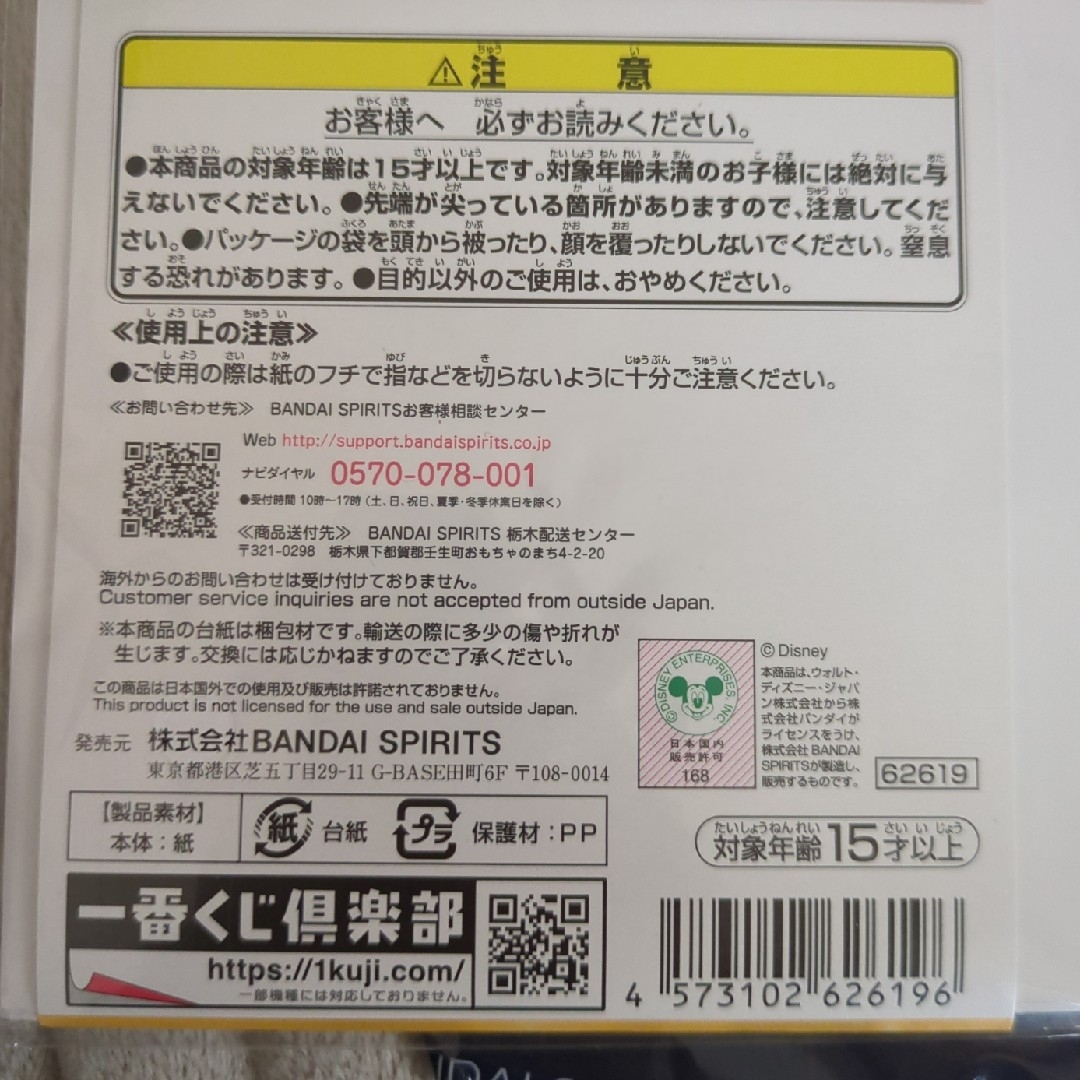 ⚠注意
お客様へ 必ずお読みください。
●本商品の対象年齢は15才以上です。対象年齢未満のお子様には絶対に与
えないでください。●先端が尖っている箇所がありますので、注意してくだ
さい。●パッケージの袋を頭から被ったり、顔を覆ったりしないでください。窒息
する恐れがあります。●目的以外のご使用は、おやめください。
≪使用上の注意≫
●ご使用の際は紙のフチで指などを切らないように十分ご注意ください。
≪お問い合わせ先≫ BANDAI SPIRITSお客様相談センター
Web http://support.bandaispirits.co.jp
ナビダイヤル 0570-078-001
●受付時間 10時～17時 (土、日、祝日、夏季・冬季休業日を除く)
≪商品送付先≫ BANDAI SPIRITS 栃木配送センター
〒321-0298 栃木県下都賀郡壬生町おもちゃのまち4-2-20
海外からのお問い合わせは受け付けておりません。
Customer service inquiries are not accepted from outside Japan.
※本商品の台紙は梱包材です。輸送の際に多少の傷や折れが
生じます。交換には応じかねますのでご了承ください。
この商品は日本国外での使用及び販売は許諾されておりません。
This product is not licensed for the use and sale outside Japan.
発売元 株式会社BANDAI SPIRITS
東京都港区芝五丁目29-11 G-BASE田町6F 〒108-0014
©DISNEY ENTERPRISES, INC.
日本国内
販売許可
168
©Disney
本商品は、ウォルト・
ディズニー・ジャパ
ン株式会社から株
式会社バンダイが
ライセンスをうけ、
株式会社 BANDAI
SPIRITSが製造し、
販売するものです。
62619
【製品素材】
本体：紙
紙 台紙
プラ 保護材：PP
対象年齢15才以上
一番くじ倶楽部
https://1kuji.com/
一部機種には対応しておりません。
4 573102 626196